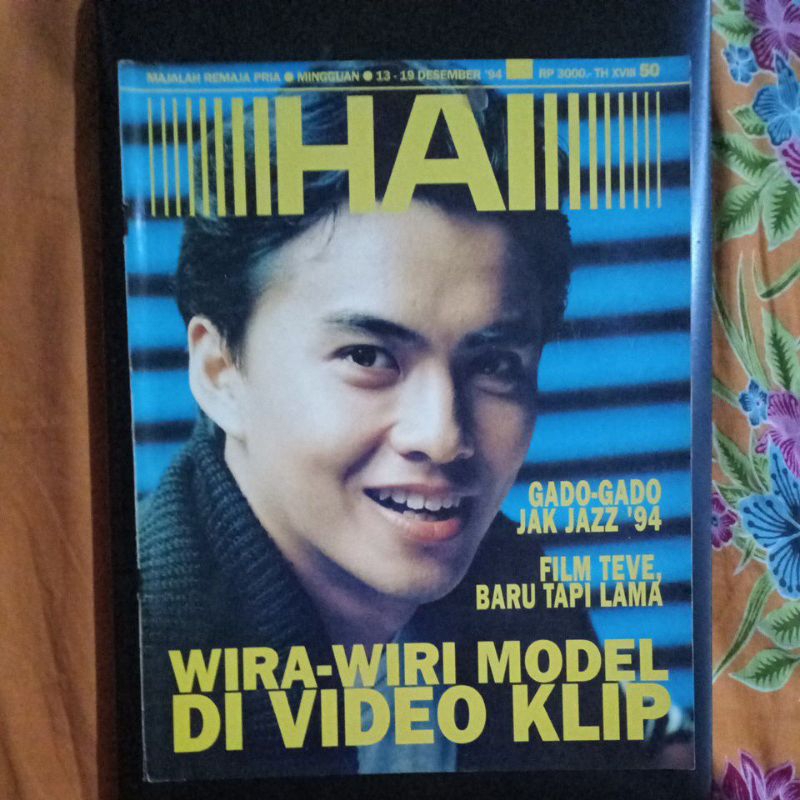 MAJALAH REMAJA PRIA ● MINGGUAN ● 13 - 19 DESEMBER '94 RP 3000.- TH XVIII 50
HAI
GADO-GADO
JAK JAZZ '94
FILM TEVE,
BARU TAPI LAMA
WIRA-WIRI MODEL
DI VIDEO KLIP